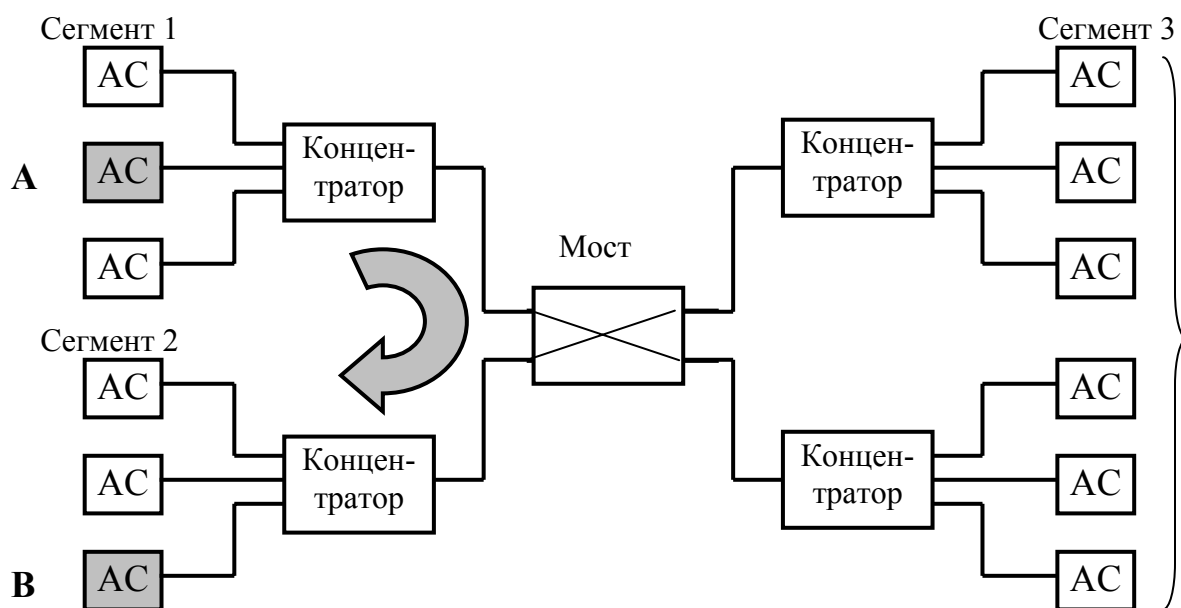 Сегмент 1
АС
А
АС
АС
Концен-
тратор
Сегмент 2
АС
АС
В
АС
Концен-
тратор
Мост
Концен-
тратор
Концен-
тратор
Сегмент 3
АС
АС
АС
АС
АС
АС